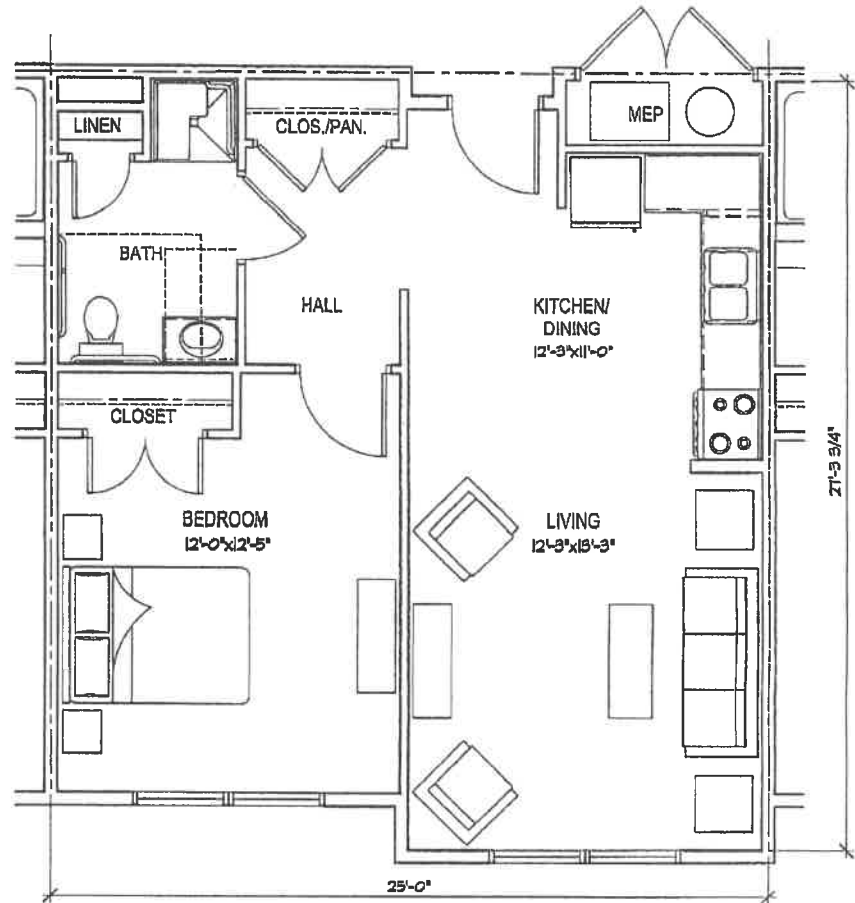 LINEN
CLOS./PAN.
MEP
BATH
HALL
KITCHEN/
DINING
12'-3"x11'-0"
CLOSET
BEDROOM
12'-0"x12'-5"
LIVING
12'-3"x13'-3"
27'-3 3/4"
25'-0"